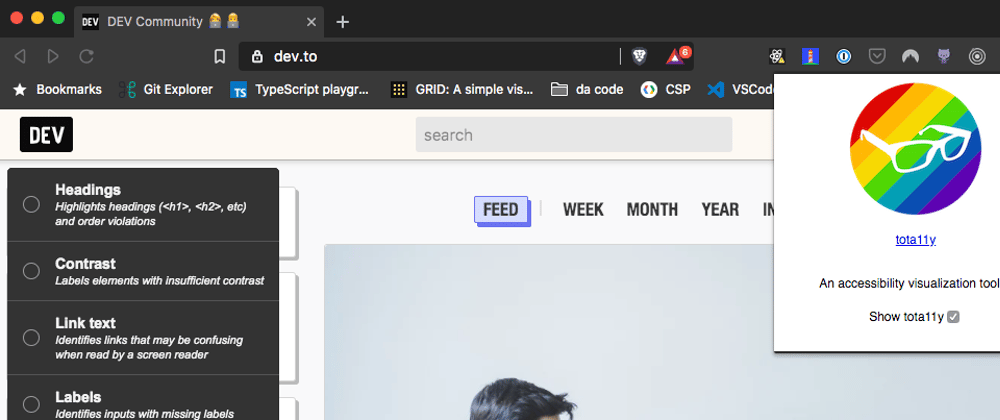 DEV DEV Community
dev.to 6
Bookmarks Git Explorer TS TypeScript playgr... GRID: A simple vis... da code CSP VSCode
DEV search
Headings
Highlights headings (<h1>, <h2>, etc)
and order violations
Contrast
Labels elements with insufficient contrast
Link text
Identifies links that may be confusing
when read by a screen reader
Labels
Identifies inputs with missing labels
FEED WEEK MONTH YEAR IN
tota11y
An accessibility visualization tool
Show tota11y